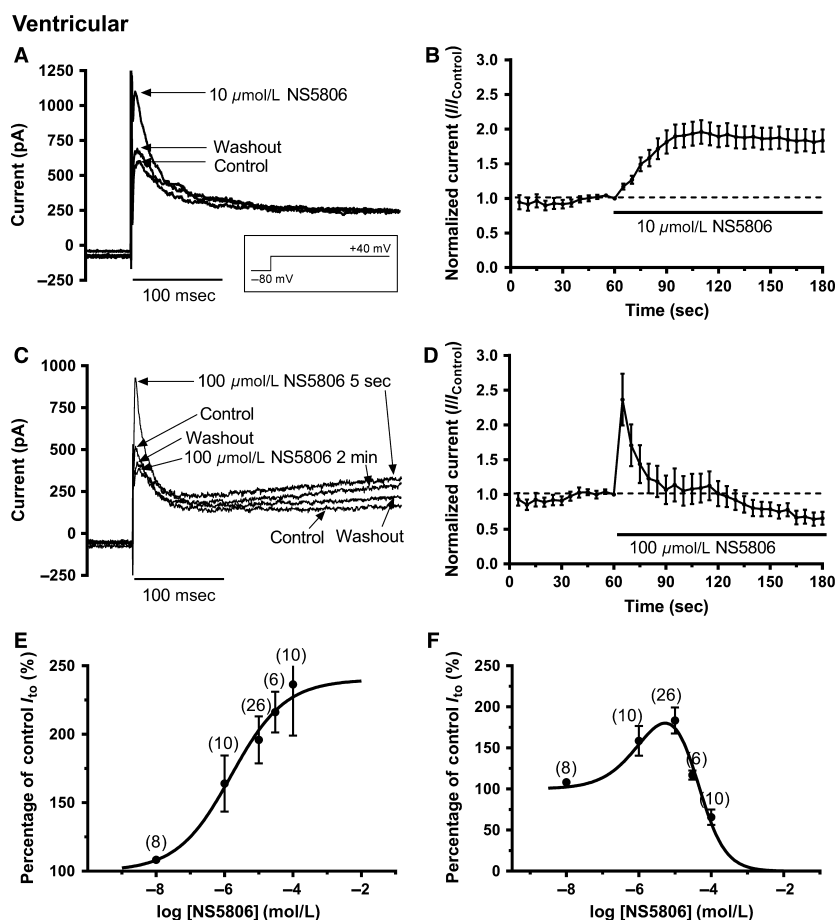 Ventricular
A
1250
1000
750
500
250
0
–250
Current (pA)
10 µmol/L NS5806
Washout
Control
+40 mV
–80 mV
100 msec
B
3.0
2.5
2.0
1.5
1.0
0.5
0.0
Normalized current (I/IControl)
10 µmol/L NS5806
0 30 60 90 120 150 180
Time (sec)
C
1000
750
500
250
0
–250
Current (pA)
100 µmol/L NS5806 5 sec
Control
Washout
100 µmol/L NS5806 2 min
Control
Washout
100 msec
D
3.0
2.5
2.0
1.5
1.0
0.5
0.0
Normalized current (I/IControl)
100 µmol/L NS5806
0 30 60 90 120 150 180
Time (sec)
E
250
200
150
100
Percentage of control Ito (%)
(8)
(10)
(26)
(6)
(10)
–8 –6 –4 –2
log [NS5806] (mol/L)
F
250
200
150
100
50
0
Percentage of control Ito (%)
(8)
(10)
(26)
(6)
(10)
–8 –6 –4 –2
log [NS5806] (mol/L)